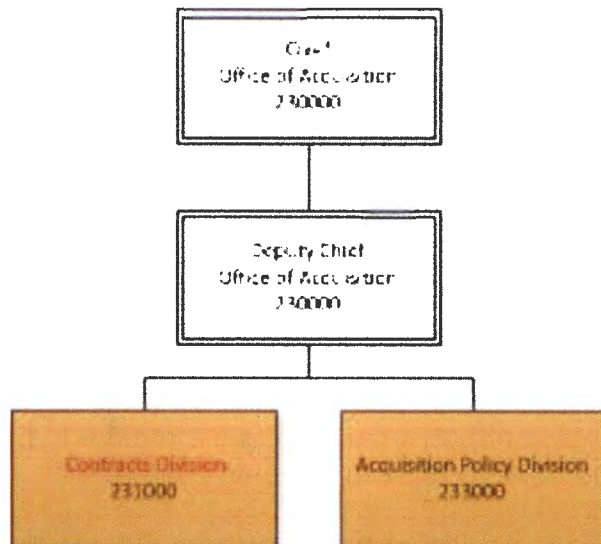 Chief
Office of Acquisition
230000
Deputy Chief
Office of Acquisition
230000
Contracts Division
231000
Acquisition Policy Division
233000